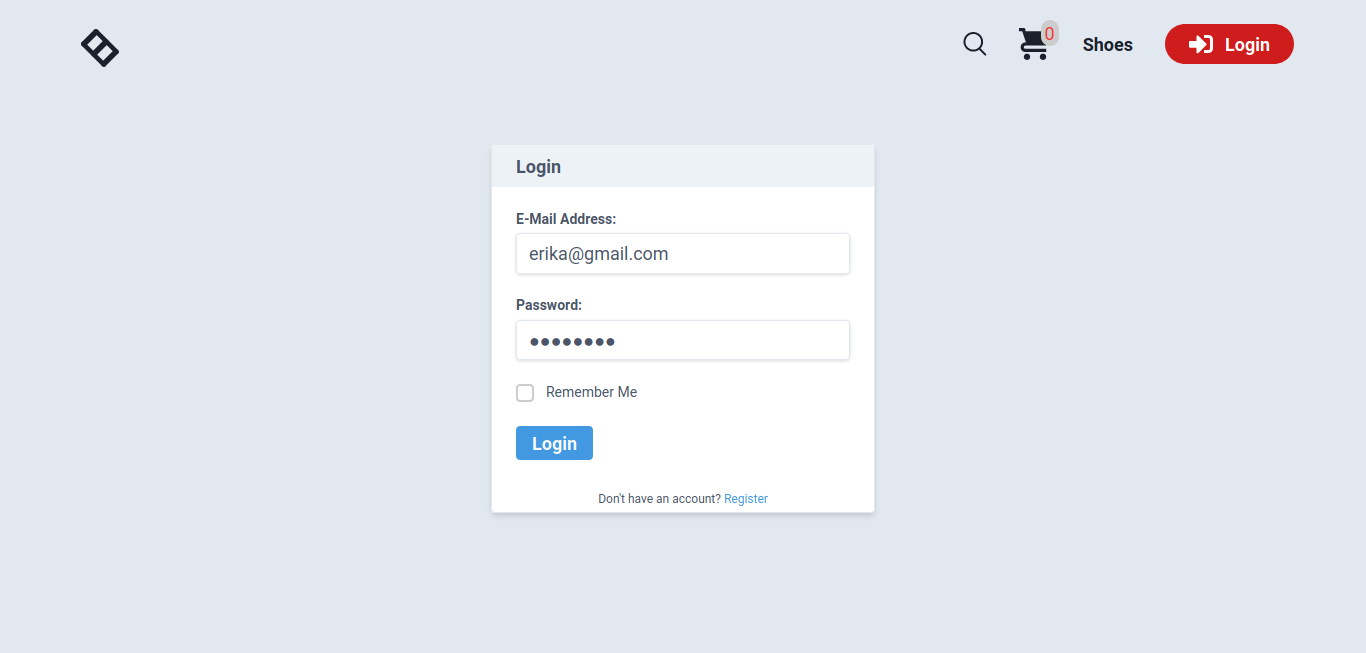 0
Shoes
Login
Login
E-Mail Address:
erika@gmail.com
Password:
●●●●●●●●
Remember Me
Login
Don't have an account? Register